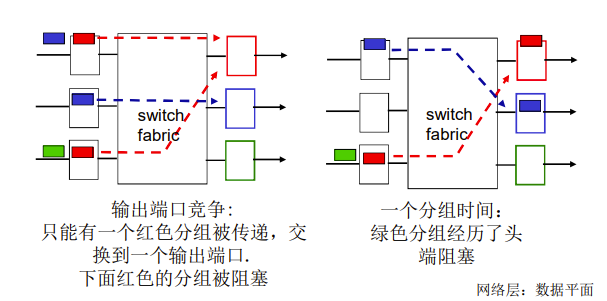 switch
fabric
switch
fabric
输出端口竞争:
只能有一个红色分组被传递，交
换到一个输出端口.
下面红色的分组被阻塞
一个分组时间：
绿色分组经历了头
端阻塞
网络层：数据平面